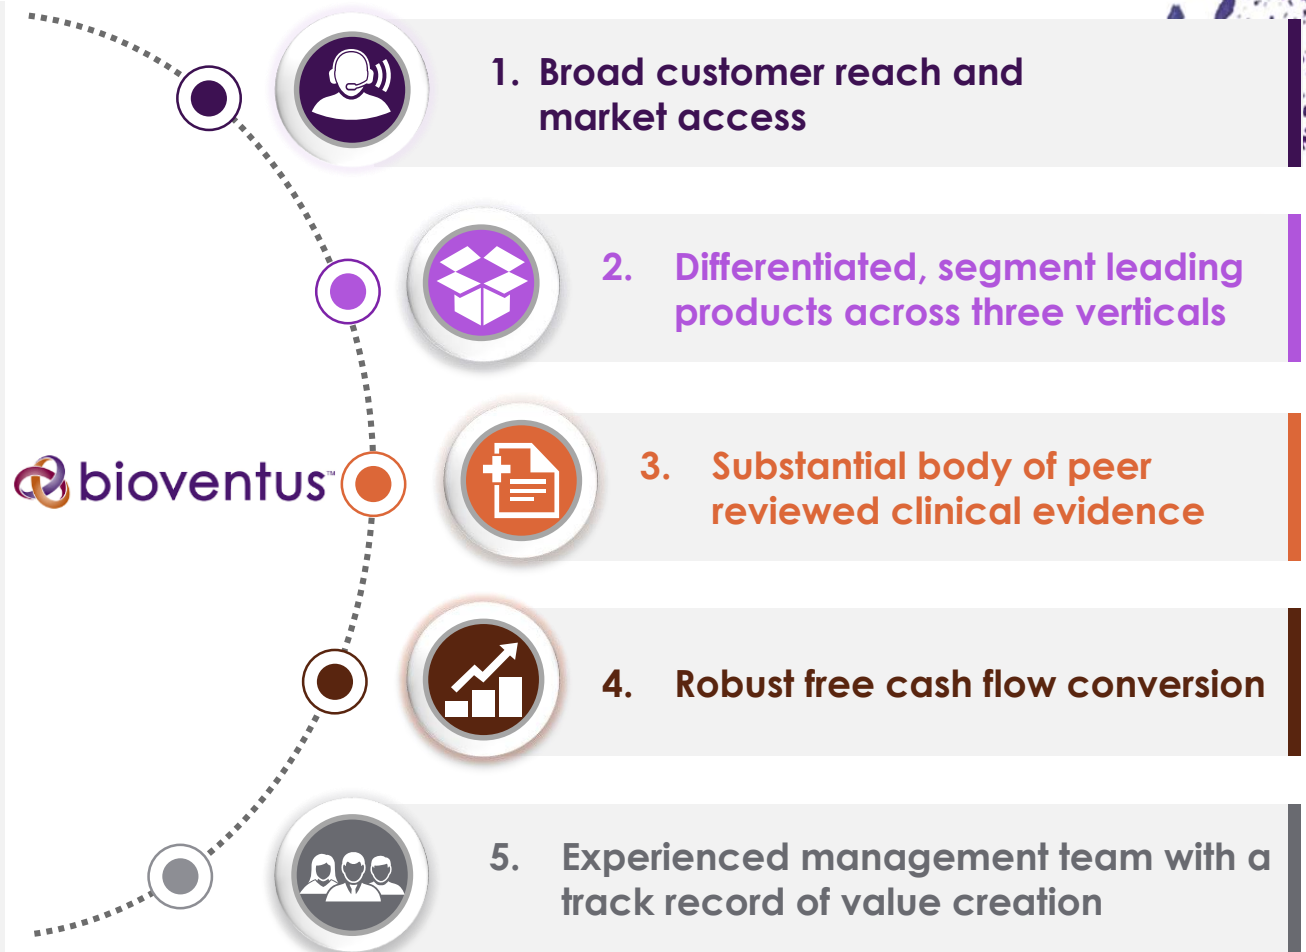 1. Broad customer reach and
market access
2. Differentiated, segment leading
products across three verticals
bioventus™
3. Substantial body of peer
reviewed clinical evidence
4. Robust free cash flow conversion
5. Experienced management team with a
track record of value creation